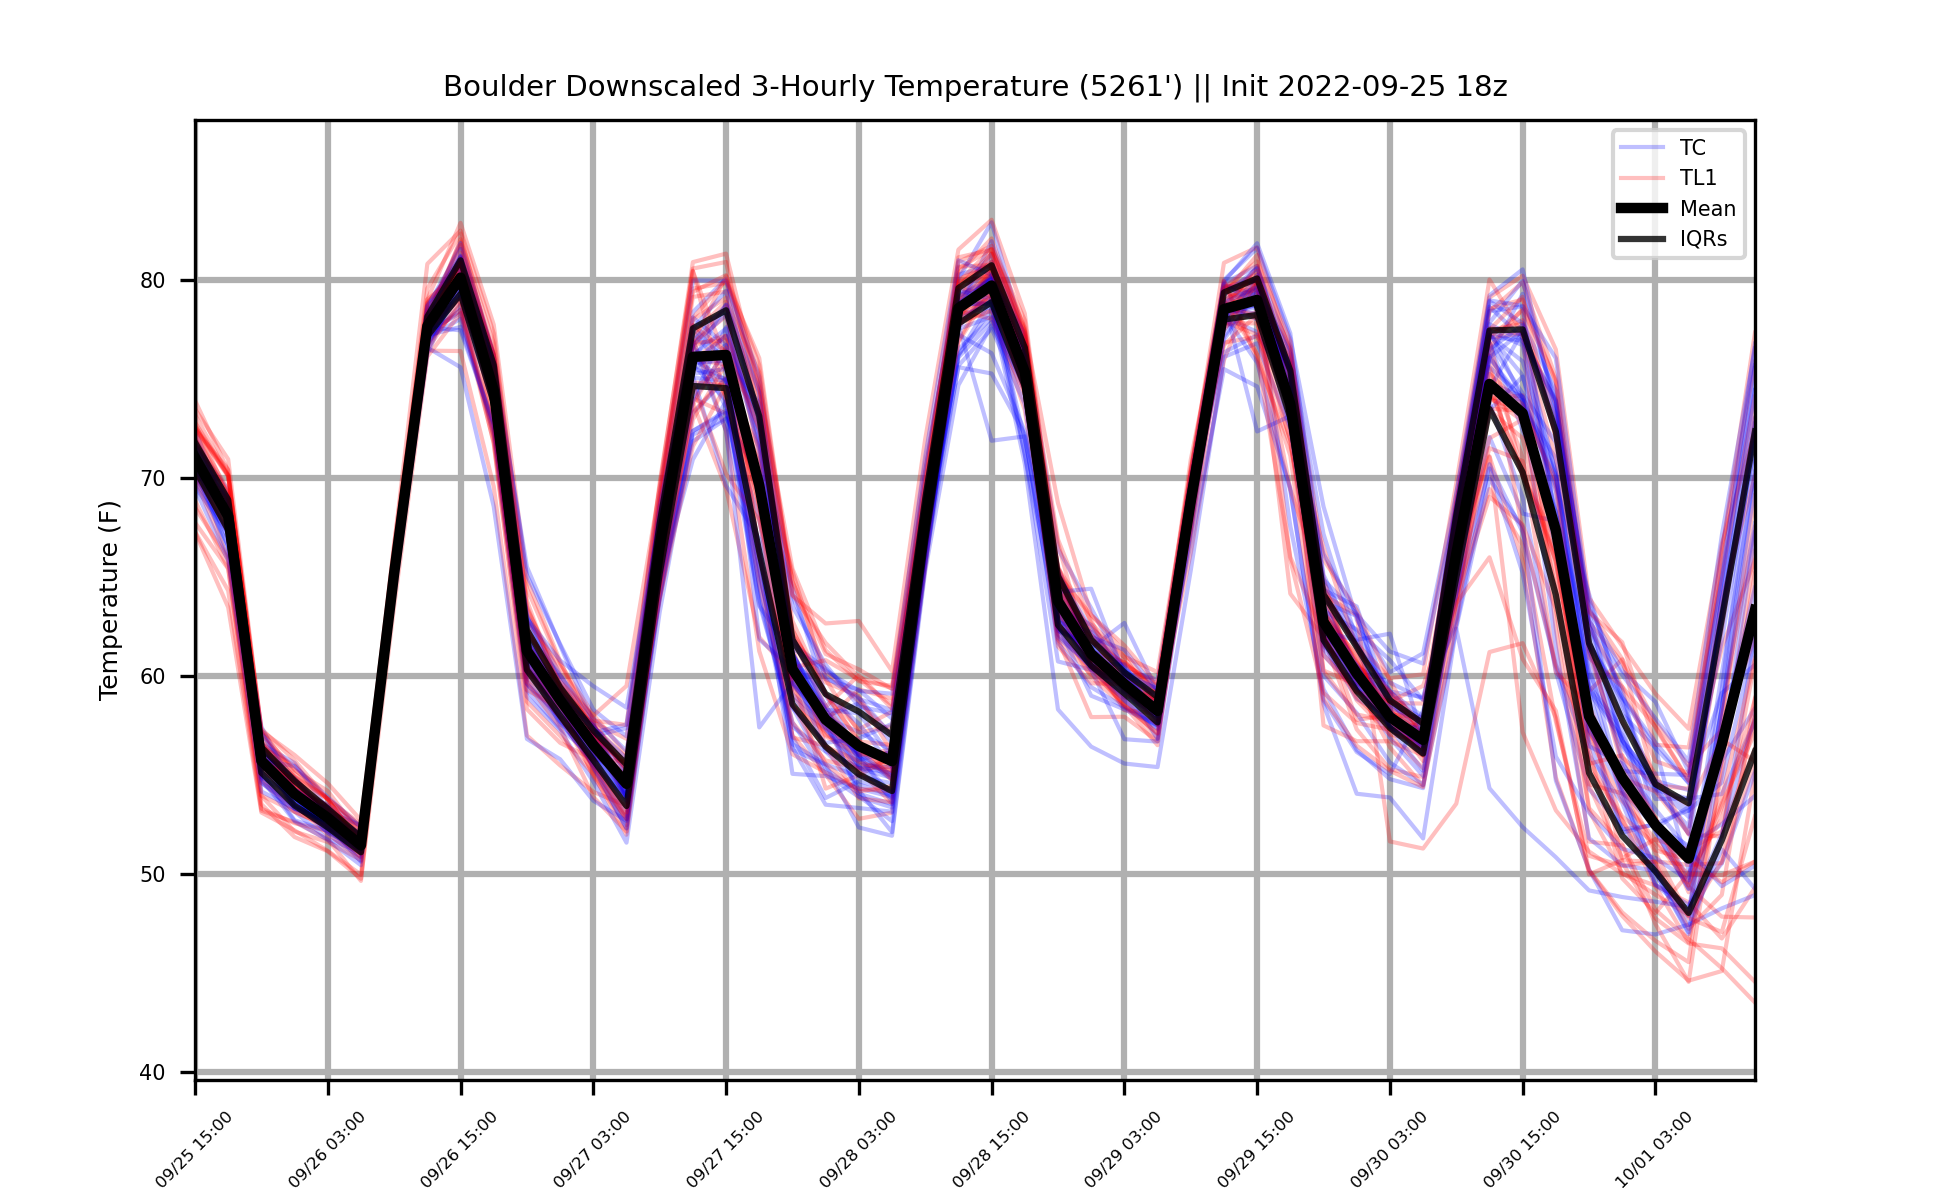 Boulder Downscaled 3-Hourly Temperature (5261') || Init 2022-09-25 18z
TC
TL1
Mean
IQRs
Temperature (F)
80
70
60
50
40
09/25 15:00
09/26 03:00
09/26 15:00
09/27 03:00
09/27 15:00
09/28 03:00
09/28 15:00
09/29 03:00
09/29 15:00
09/30 03:00
09/30 15:00
10/01 03:00